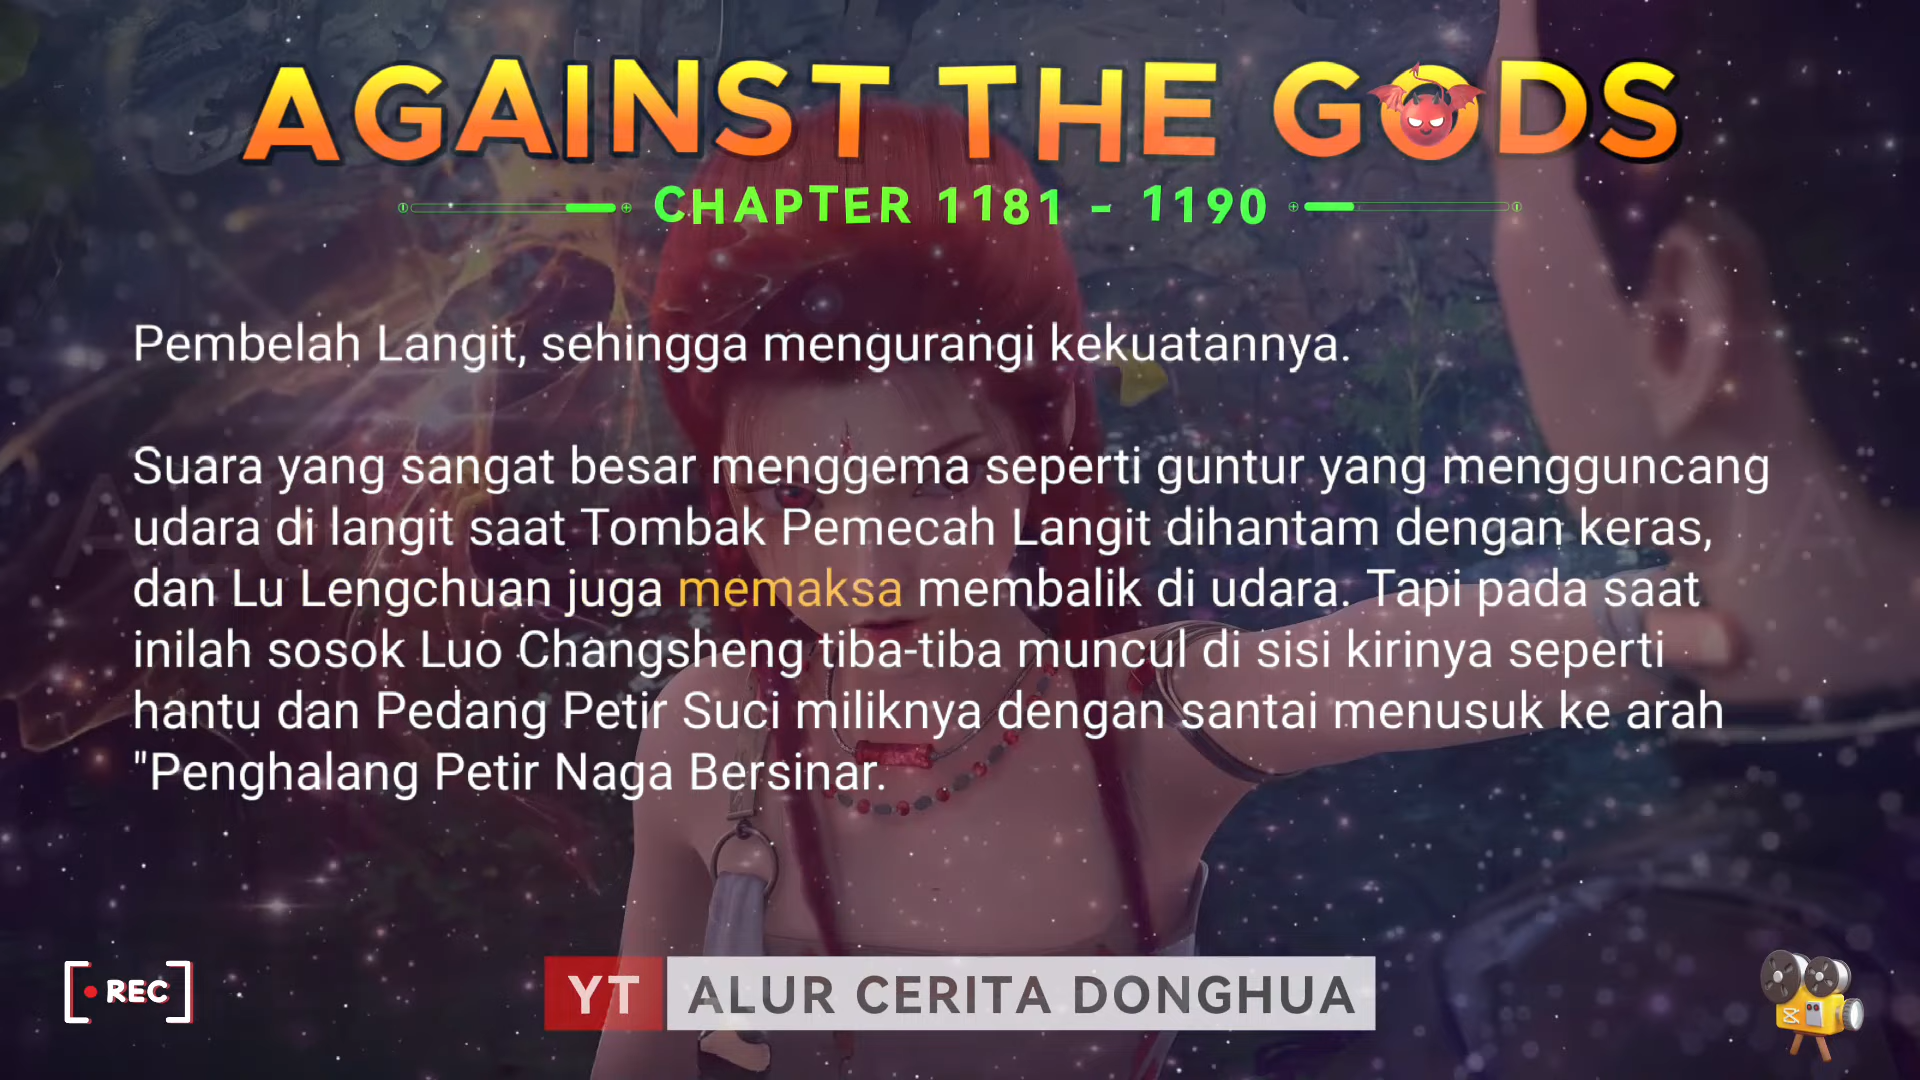 AGAINST THE GODS
CHAPTER 1181 - 1190
Pembelah Langit, sehingga mengurangi kekuatannya.
Suara yang sangat besar menggema seperti guntur yang mengguncang
udara di langit saat Tombak Pemecah Langit dihantam dengan keras,
dan Lu Lengchuan juga memaksa membalik di udara. Tapi pada saat
inilah sosok Luo Changsheng tiba-tiba muncul di sisi kirinya seperti
hantu dan Pedang Petir Suci miliknya dengan santai menusuk ke arah
"Penghalang Petir Naga Bersinar.
REC
YT ALUR CERITA DONGHUA